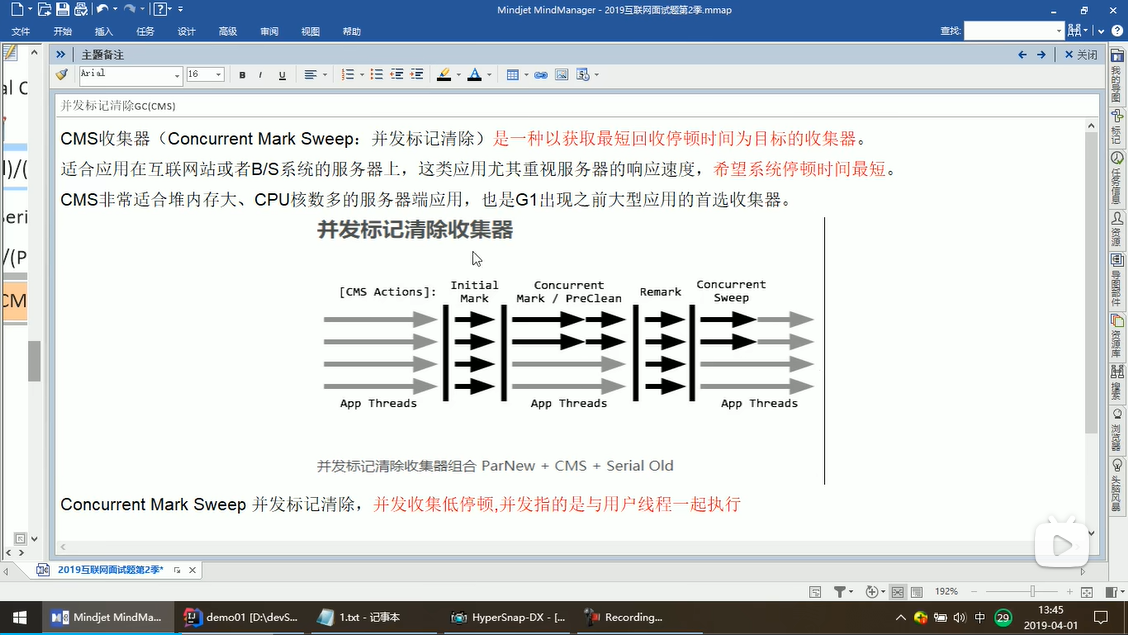 Mindjet MindManager - 2019互联网面试题第2季.mmap
文件 开始 插入 任务 设计 高级 审阅 视图 帮助 查找:
主题备注 关闭
Arial 16 B I U
并发标记清除GC(CMS)
CMS收集器（Concurrent Mark Sweep：并发标记清除）是一种以获取最短回收停顿时间为目标的收集器。
适合应用在互联网站或者B/S系统的服务器上，这类应用尤其重视服务器的响应速度，希望系统停顿时间最短。
CMS非常适合堆内存大、CPU核数多的服务器端应用，也是G1出现之前大型应用的首选收集器。
并发标记清除收集器
[CMS Actions]: Initial Mark Concurrent Mark / PreClean Remark Concurrent Sweep
App Threads App Threads App Threads
并发标记清除收集器组合 ParNew + CMS + Serial Old
Concurrent Mark Sweep 并发标记清除，并发收集低停顿,并发指的是与用户线程一起执行
我的导图
标记
任务信息
资源
导图部件
资源库
搜索
浏览器
头脑风暴
2019互联网面试题第2季*
192%
Mindjet MindMa... demo01 [D:\devS... 1.txt - 记事本 HyperSnap-DX - [... Recording... 中 29 13:45
2019-04-01